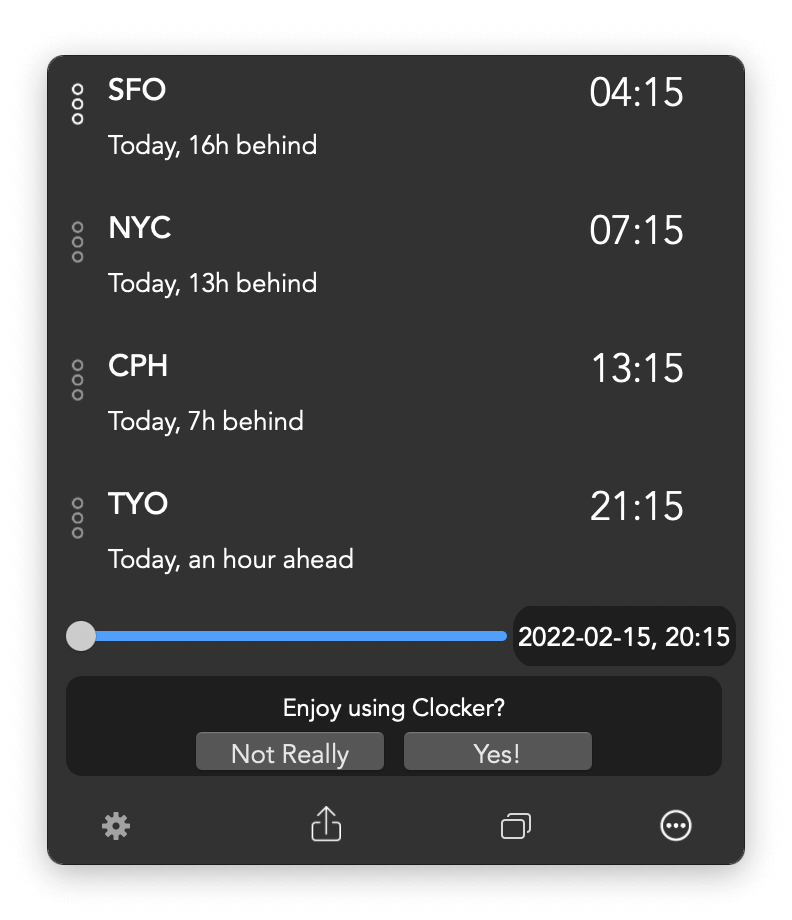 SFO
04:15
Today, 16h behind
NYC
07:15
Today, 13h behind
CPH
13:15
Today, 7h behind
TYO
21:15
Today, an hour ahead
2022-02-15, 20:15
Enjoy using Clocker?
Not Really
Yes!